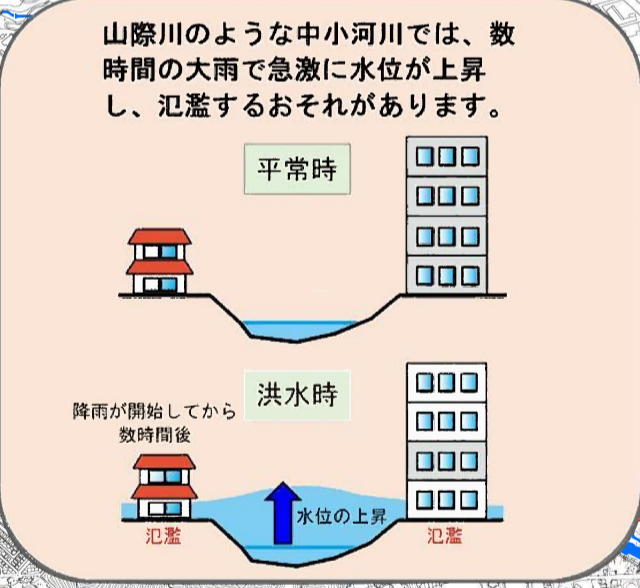 山際川のような中小河川では、数
時間の大雨で急激に水位が上昇
し、氾濫するおそれがあります。
平常時
洪水時
降雨が開始してから
数時間後
水位の上昇
氾濫
氾濫